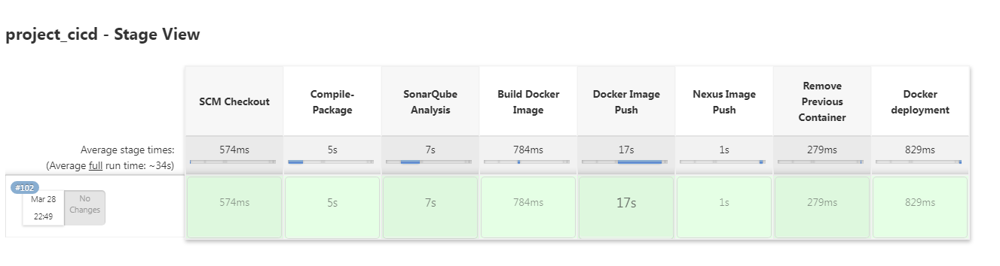 project_cicd - Stage View
SCM Checkout
Compile-
Package
SonarQube
Analysis
Build Docker
Image
Docker Image
Push
Nexus Image
Push
Remove
Previous
Container
Docker
deployment
Average stage times:
(Average full run time: ~34s)
574ms
5s
7s
784ms
17s
1s
279ms
829ms
#102
Mar 28
22:49
No
Changes
574ms
5s
7s
784ms
17s
1s
279ms
829ms